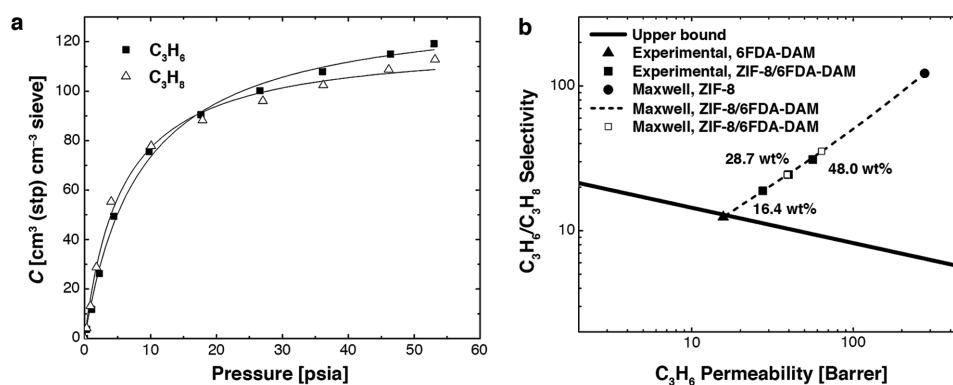 a
C [cm³ (stp) cm⁻³ sieve]
120
100
80
60
40
20
0
C₃H₆
C₃H₈
0 10 20 30 40 50 60
Pressure [psia]
b
C₃H₆/C₃H₈ Selectivity
100
10
Upper bound
Experimental, 6FDA-DAM
Experimental, ZIF-8/6FDA-DAM
Maxwell, ZIF-8
Maxwell, ZIF-8/6FDA-DAM
Maxwell, ZIF-8/6FDA-DAM
28.7 wt%
48.0 wt%
16.4 wt%
10 100
C₃H₆ Permeability [Barrer]